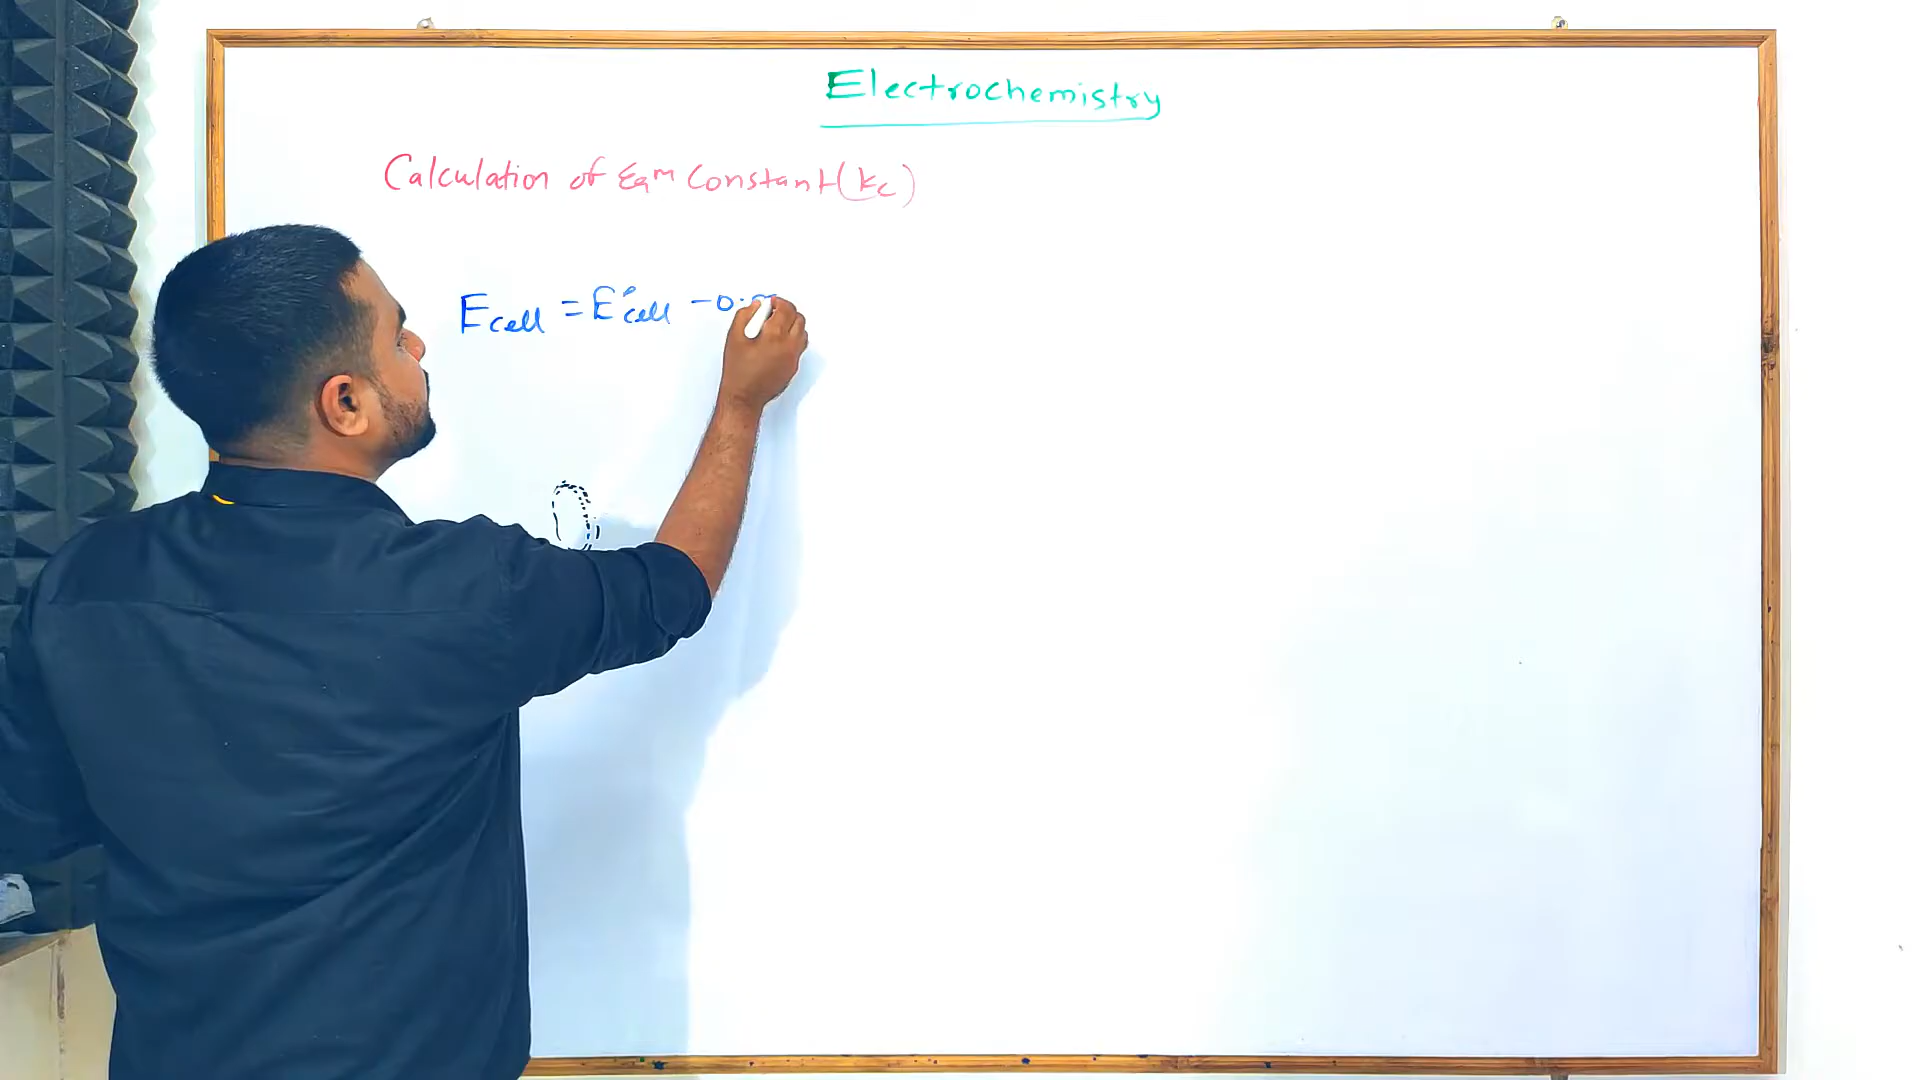 Electrochemistry
Calculation of Eqm Constant (kc)
Ecell = E°cell - 0.